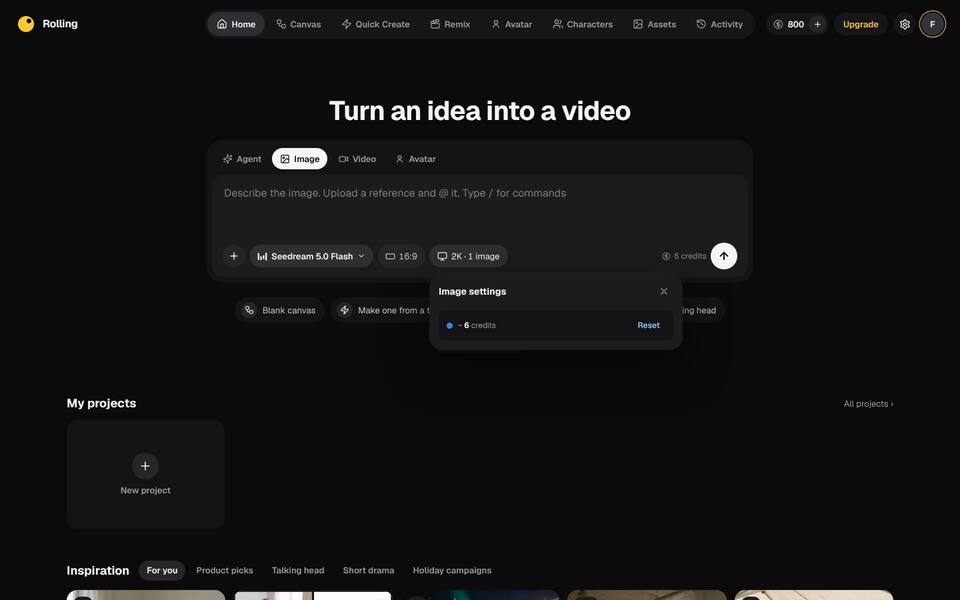 Rolling
Home
Canvas
Quick Create
Remix
Avatar
Characters
Assets
Activity
800
Upgrade
F
Turn an idea into a video
Agent
Image
Video
Avatar
Describe the image. Upload a reference and @ it. Type / for commands
Seedream 5.0 Flash
16:9
2K · 1 image
6 credits
Image settings
~ 6 credits
Reset
Blank canvas
Make one from a t
ing head
My projects
All projects ›
New project
Inspiration
For you
Product picks
Talking head
Short drama
Holiday campaigns